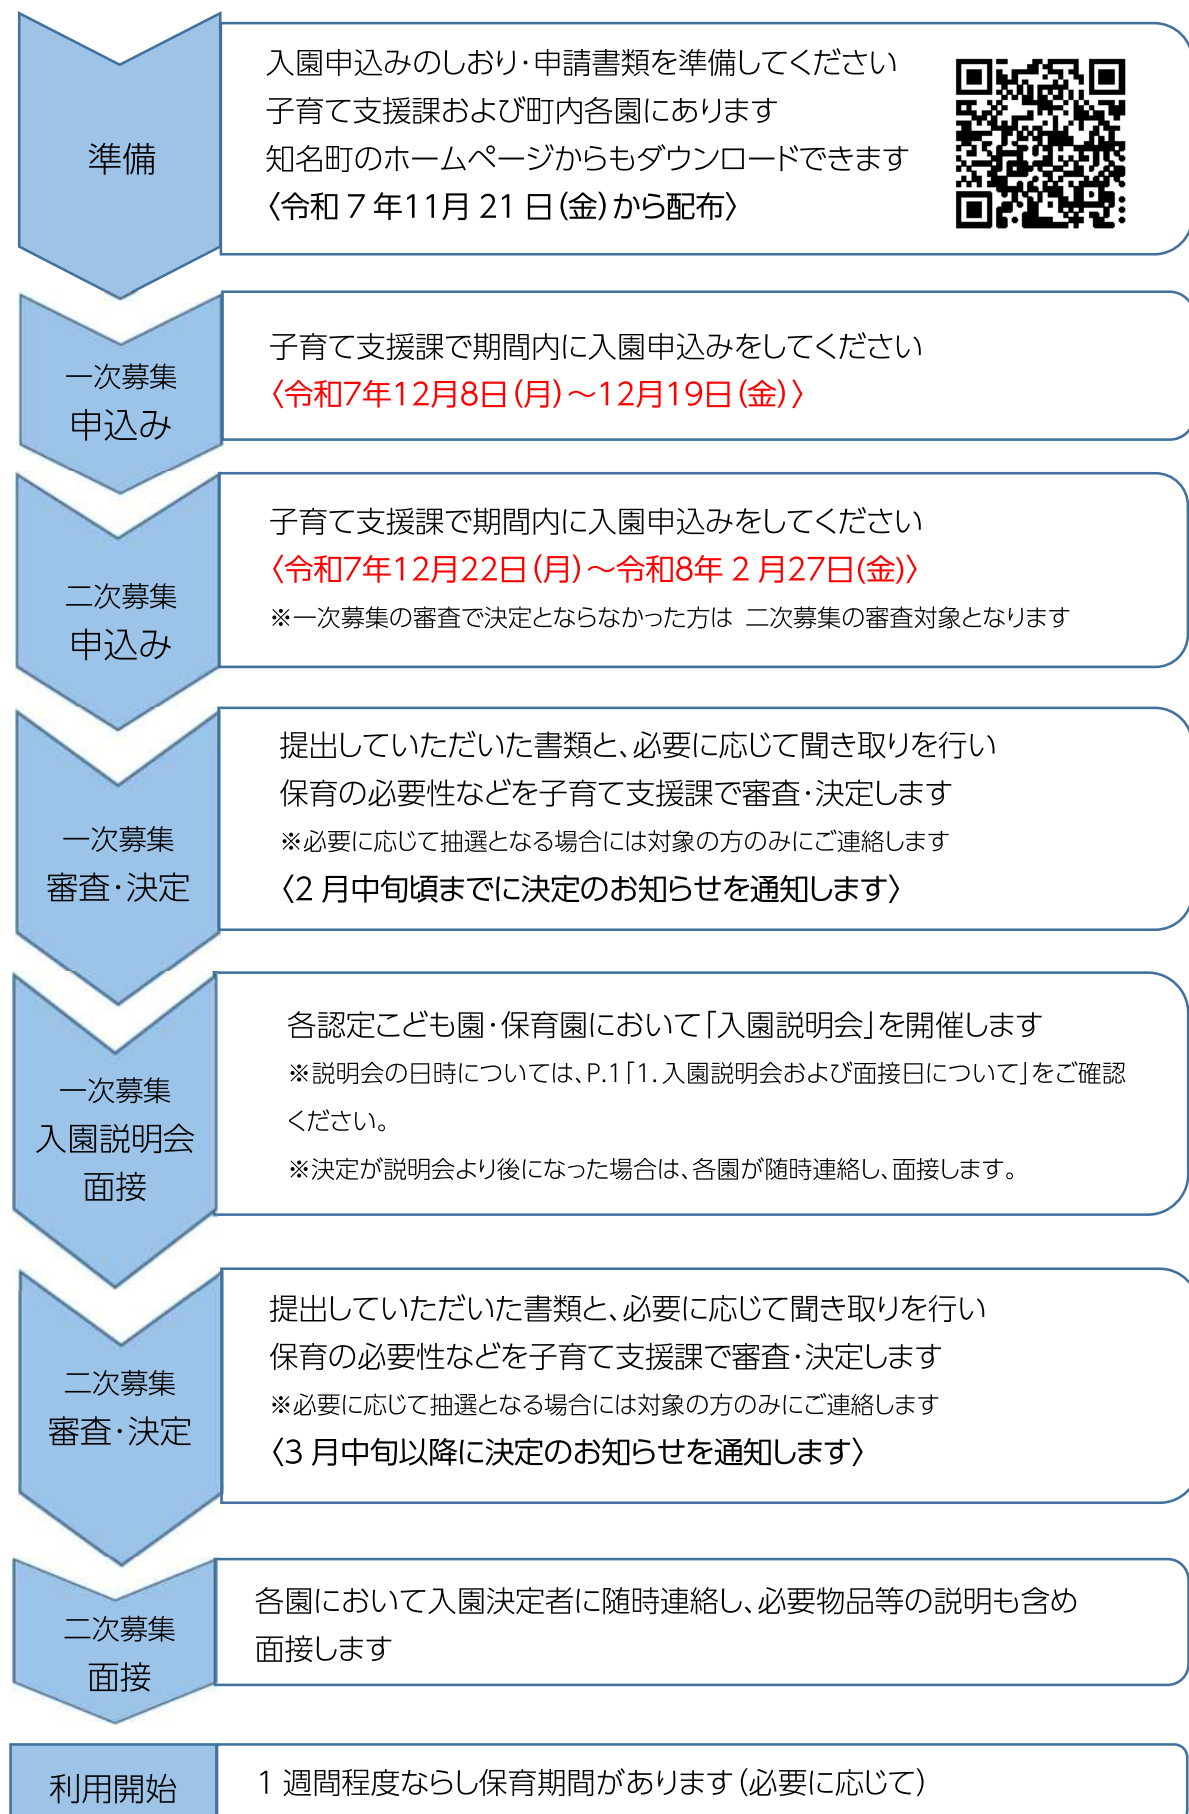 準備
入園申込みのしおり･申請書類を準備してください
子育て支援課および町内各園にあります
知名町のホームページからもダウンロードできます
〈令和 7 年11月 21 日(金)から配布〉
一次募集
申込み
子育て支援課で期間内に入園申込みをしてください
〈令和7年12月8日(月)～12月19日(金)〉
二次募集
申込み
子育て支援課で期間内に入園申込みをしてください
〈令和7年12月22日(月)～令和8年 2 月27日(金)〉
※一次募集の審査で決定とならなかった方は 二次募集の審査対象となります
一次募集
審査･決定
提出していただいた書類と、必要に応じて聞き取りを行い
保育の必要性などを子育て支援課で審査･決定します
※必要に応じて抽選となる場合には対象の方のみにご連絡します
〈2 月中旬頃までに決定のお知らせを通知します〉
一次募集
入園説明会
面接
各認定こども園･保育園において｢入園説明会｣を開催します
※説明会の日時については、P.1｢1.入園説明会および面接日について｣をご確認
ください。
※決定が説明会より後になった場合は、各園が随時連絡し、面接します。
二次募集
審査･決定
提出していただいた書類と、必要に応じて聞き取りを行い
保育の必要性などを子育て支援課で審査･決定します
※必要に応じて抽選となる場合には対象の方のみにご連絡します
〈3 月中旬以降に決定のお知らせを通知します〉
二次募集
面接
各園において入園決定者に随時連絡し、必要物品等の説明も含め
面接します
利用開始
1 週間程度ならし保育期間があります(必要に応じて)